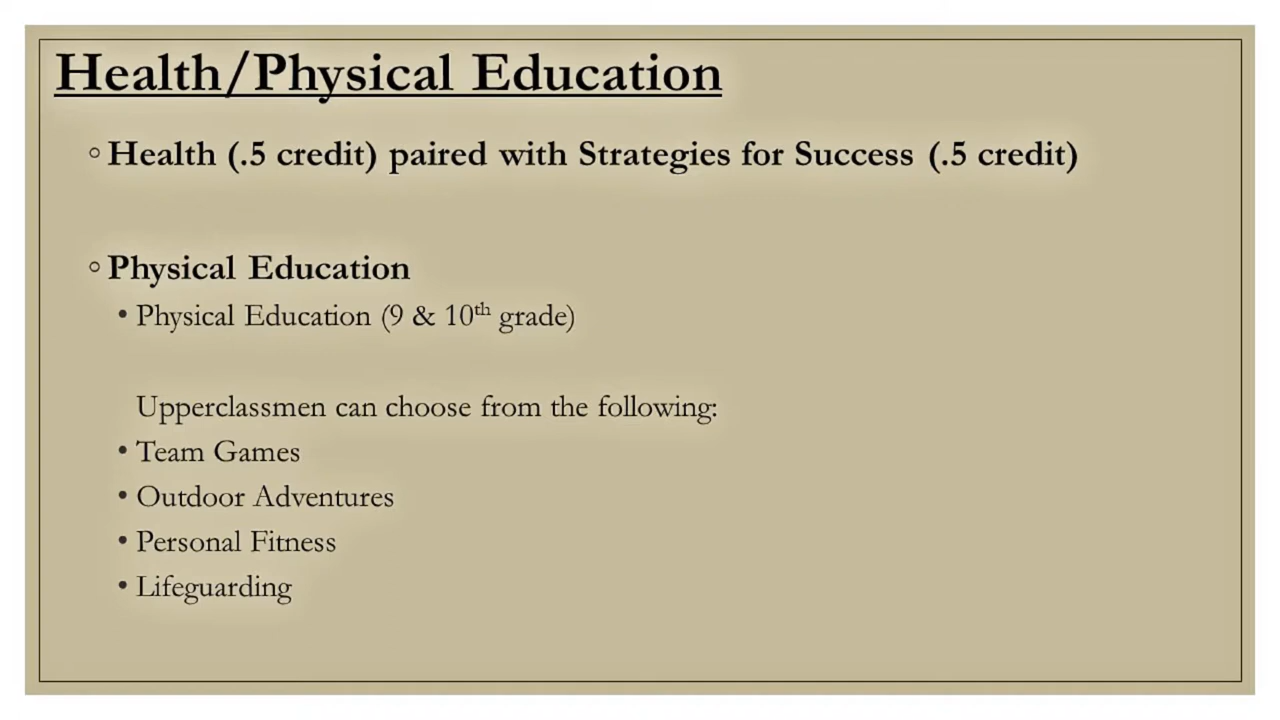 Health/Physical Education
◦ Health (.5 credit) paired with Strategies for Success (.5 credit)
◦ Physical Education
• Physical Education (9 & 10th grade)
Upperclassmen can choose from the following:
• Team Games
• Outdoor Adventures
• Personal Fitness
• Lifeguarding